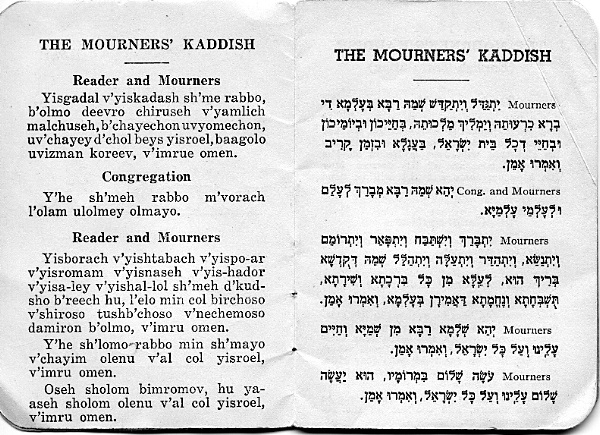 THE MOURNERS' KADDISH
Reader and Mourners
Yisgadal v'yiskadash sh'me rabbo,
b'olmo deevro chiruseh v'yamlich
malchuseh, b'chayechon uvyomechon,
uv'chayey d'chol beys yisroel, baagolo
uvizman koreev, v'imrue omen.
Congregation
Y'he sh'meh rabbo m'vorach
l'olam ulolmey olmayo.
Reader and Mourners
Yisborach v'yishtabach v'yispo-ar
v'yisromam v'yisnaseh v'yis-hador
v'yisa-ley v'yishal-lol sh'meh d'kud-
sho b'reech hu, l'elo min col birchoso
v'shiroso tushb'choso v'nechemoso
damiron b'olmo, v'imru omen.
Y'he sh'lomo rabbo min sh'mayo
v'chayim olenu v'al col yisroel,
v'imru omen.
Oseh sholom bimromov, hu ya-
aseh sholom olenu v'al col yisroel,
v'imru omen.
THE MOURNERS' KADDISH
Mourners יִתְגַּדַּל וְיִתְקַדַּשׁ שְׁמֵהּ רַבָּא בְּעָלְמָא דִי
בְרָא כִרְעוּתֵהּ וְיַמְלִיךְ מַלְכוּתֵהּ, בְּחַיֵּיכוֹן וּבְיוֹמֵיכוֹן
וּבְחַיֵּי דְכָל בֵּית יִשְׂרָאֵל, בַּעֲגָלָא וּבִזְמַן קָרִיב
וְאִמְרוּ אָמֵן.
Cong. and Mourners יְהֵא שְׁמֵהּ רַבָּא מְבָרַךְ לְעָלַם
וּלְעָלְמֵי עָלְמַיָּא.
Mourners יִתְבָּרַךְ וְיִשְׁתַּבַּח וְיִתְפָּאַר וְיִתְרוֹמַם
וְיִתְנַשֵּׂא, וְיִתְהַדַּר וְיִתְעַלֶּה וְיִתְהַלַּל שְׁמֵהּ דְּקֻדְשָׁא
בְּרִיךְ הוּא, לְעֵלָּא מִן כָּל בִּרְכָתָא וְשִׁירָתָא,
תֻּשְׁבְּחָתָא וְנֶחֱמָתָא דַּאֲמִירָן בְּעָלְמָא, וְאִמְרוּ אָמֵן.
Mourners יְהֵא שְׁלָמָא רַבָּא מִן שְׁמַיָּא וְחַיִּים
עָלֵינוּ וְעַל כָּל יִשְׂרָאֵל, וְאִמְרוּ אָמֵן.
Mourners עֹשֶׂה שָׁלוֹם בִּמְרוֹמָיו, הוּא יַעֲשֶׂה
שָׁלוֹם עָלֵינוּ וְעַל כָּל יִשְׂרָאֵל, וְאִמְרוּ אָמֵן.